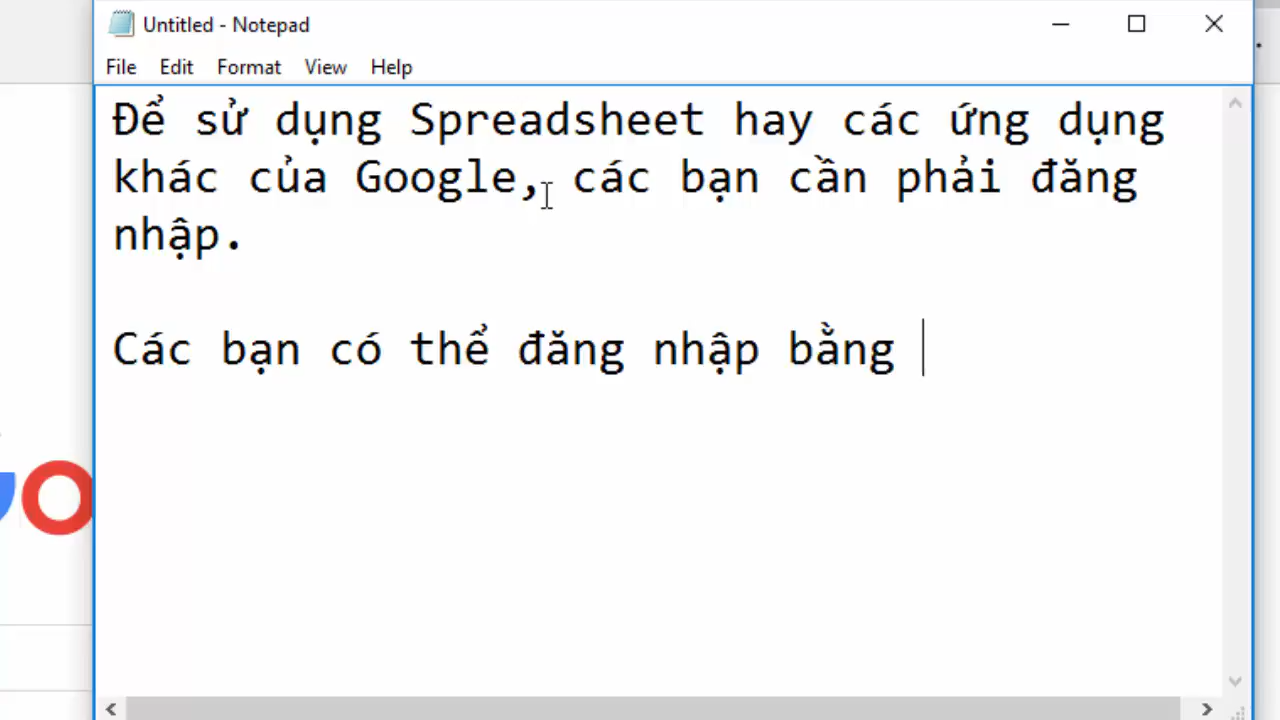 Untitled - Notepad
File Edit Format View Help
Để sử dụng Spreadsheet hay các ứng dụng
khác của Google, các bạn cần phải đăng
nhập.
Các bạn có thể đăng nhập bằng